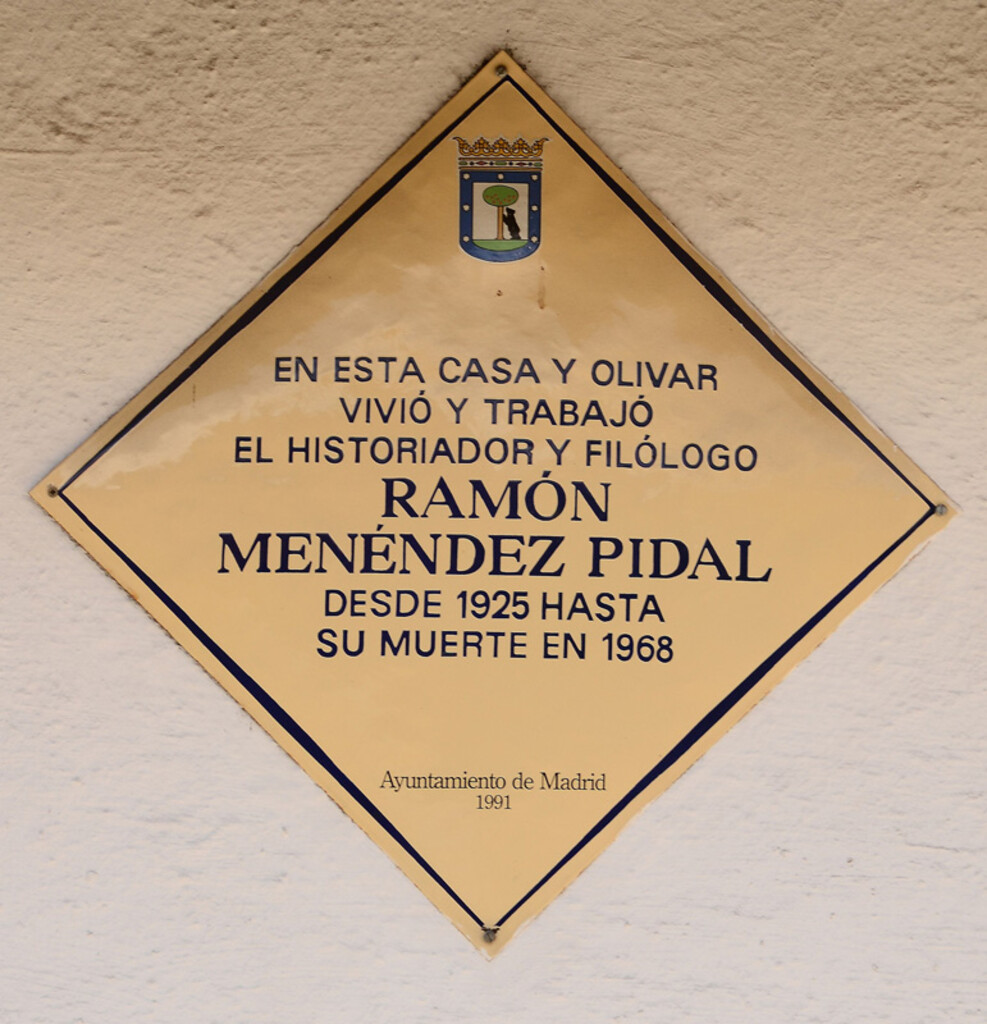 EN ESTA CASA Y OLIVAR
VIVIÓ Y TRABAJÓ
EL HISTORIADOR Y FILÓLOGO
RAMÓN
MENÉNDEZ PIDAL
DESDE 1925 HASTA
SU MUERTE EN 1968
Ayuntamiento de Madrid
1991